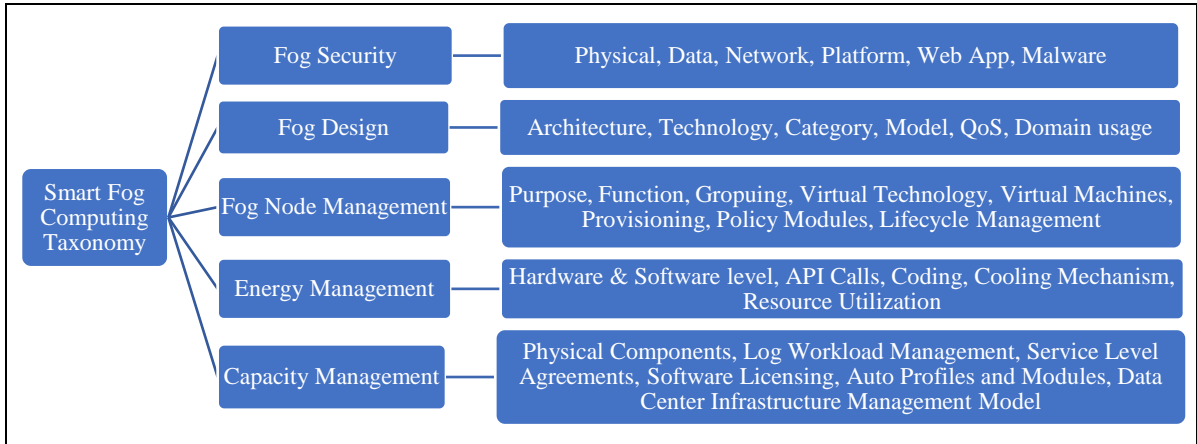 Smart Fog
Computing
Taxonomy
Fog Security
Physical, Data, Network, Platform, Web App, Malware
Fog Design
Architecture, Technology, Category, Model, QoS, Domain usage
Fog Node Management
Purpose, Function, Gropuing, Virtual Technology, Virtual Machines,
Provisioning, Policy Modules, Lifecycle Management
Energy Management
Hardware & Software level, API Calls, Coding, Cooling Mechanism,
Resource Utilization
Capacity Management
Physical Components, Log Workload Management, Service Level
Agreements, Software Licensing, Auto Profiles and Modules, Data
Center Infrastructure Management Model